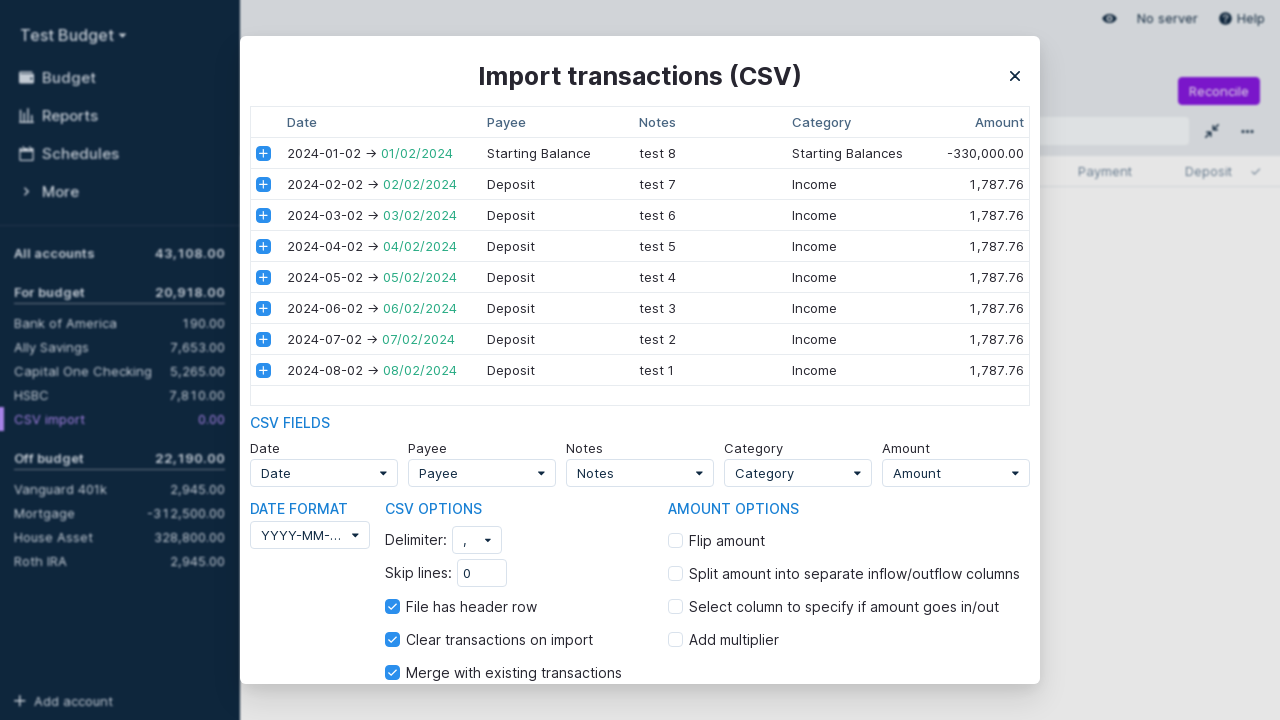 Test Budget
Budget
Reports
Schedules
More
All accounts 43,108.00
For budget 20,918.00
Bank of America 190.00
Ally Savings 7,653.00
Capital One Checking 5,265.00
HSBC 7,810.00
CSV import 0.00
Off budget 22,190.00
Vanguard 401k 2,945.00
Mortgage -312,500.00
House Asset 328,800.00
Roth IRA 2,945.00
Add account
No server Help
Reconcile
Payment Deposit
Import transactions (CSV)
Date Payee Notes Category Amount
2024-01-02 → 01/02/2024 Starting Balance test 8 Starting Balances -330,000.00
2024-02-02 → 02/02/2024 Deposit test 7 Income 1,787.76
2024-03-02 → 03/02/2024 Deposit test 6 Income 1,787.76
2024-04-02 → 04/02/2024 Deposit test 5 Income 1,787.76
2024-05-02 → 05/02/2024 Deposit test 4 Income 1,787.76
2024-06-02 → 06/02/2024 Deposit test 3 Income 1,787.76
2024-07-02 → 07/02/2024 Deposit test 2 Income 1,787.76
2024-08-02 → 08/02/2024 Deposit test 1 Income 1,787.76
CSV FIELDS
Date Payee Notes Category Amount
Date Payee Notes Category Amount
DATE FORMAT
YYYY-MM-...
CSV OPTIONS
Delimiter: ,
Skip lines: 0
File has header row
Clear transactions on import
Merge with existing transactions
AMOUNT OPTIONS
Flip amount
Split amount into separate inflow/outflow columns
Select column to specify if amount goes in/out
Add multiplier